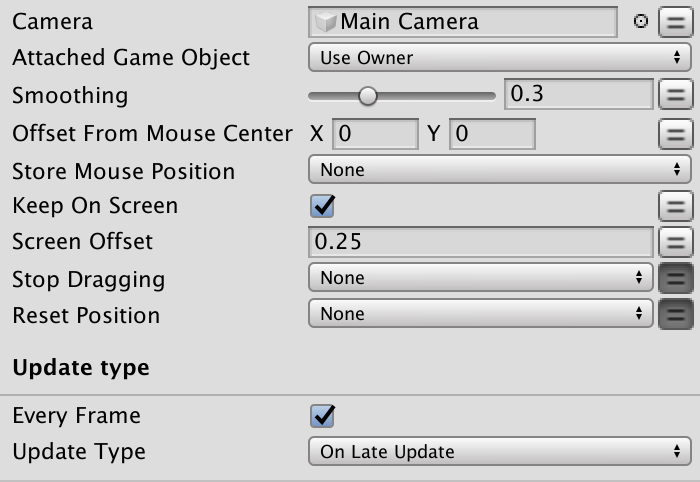 Camera Main Camera
Attached Game Object Use Owner
Smoothing 0.3
Offset From Mouse Center X 0 Y 0
Store Mouse Position None
Keep On Screen
Screen Offset 0.25
Stop Dragging None
Reset Position None
Update type
Every Frame
Update Type On Late Update